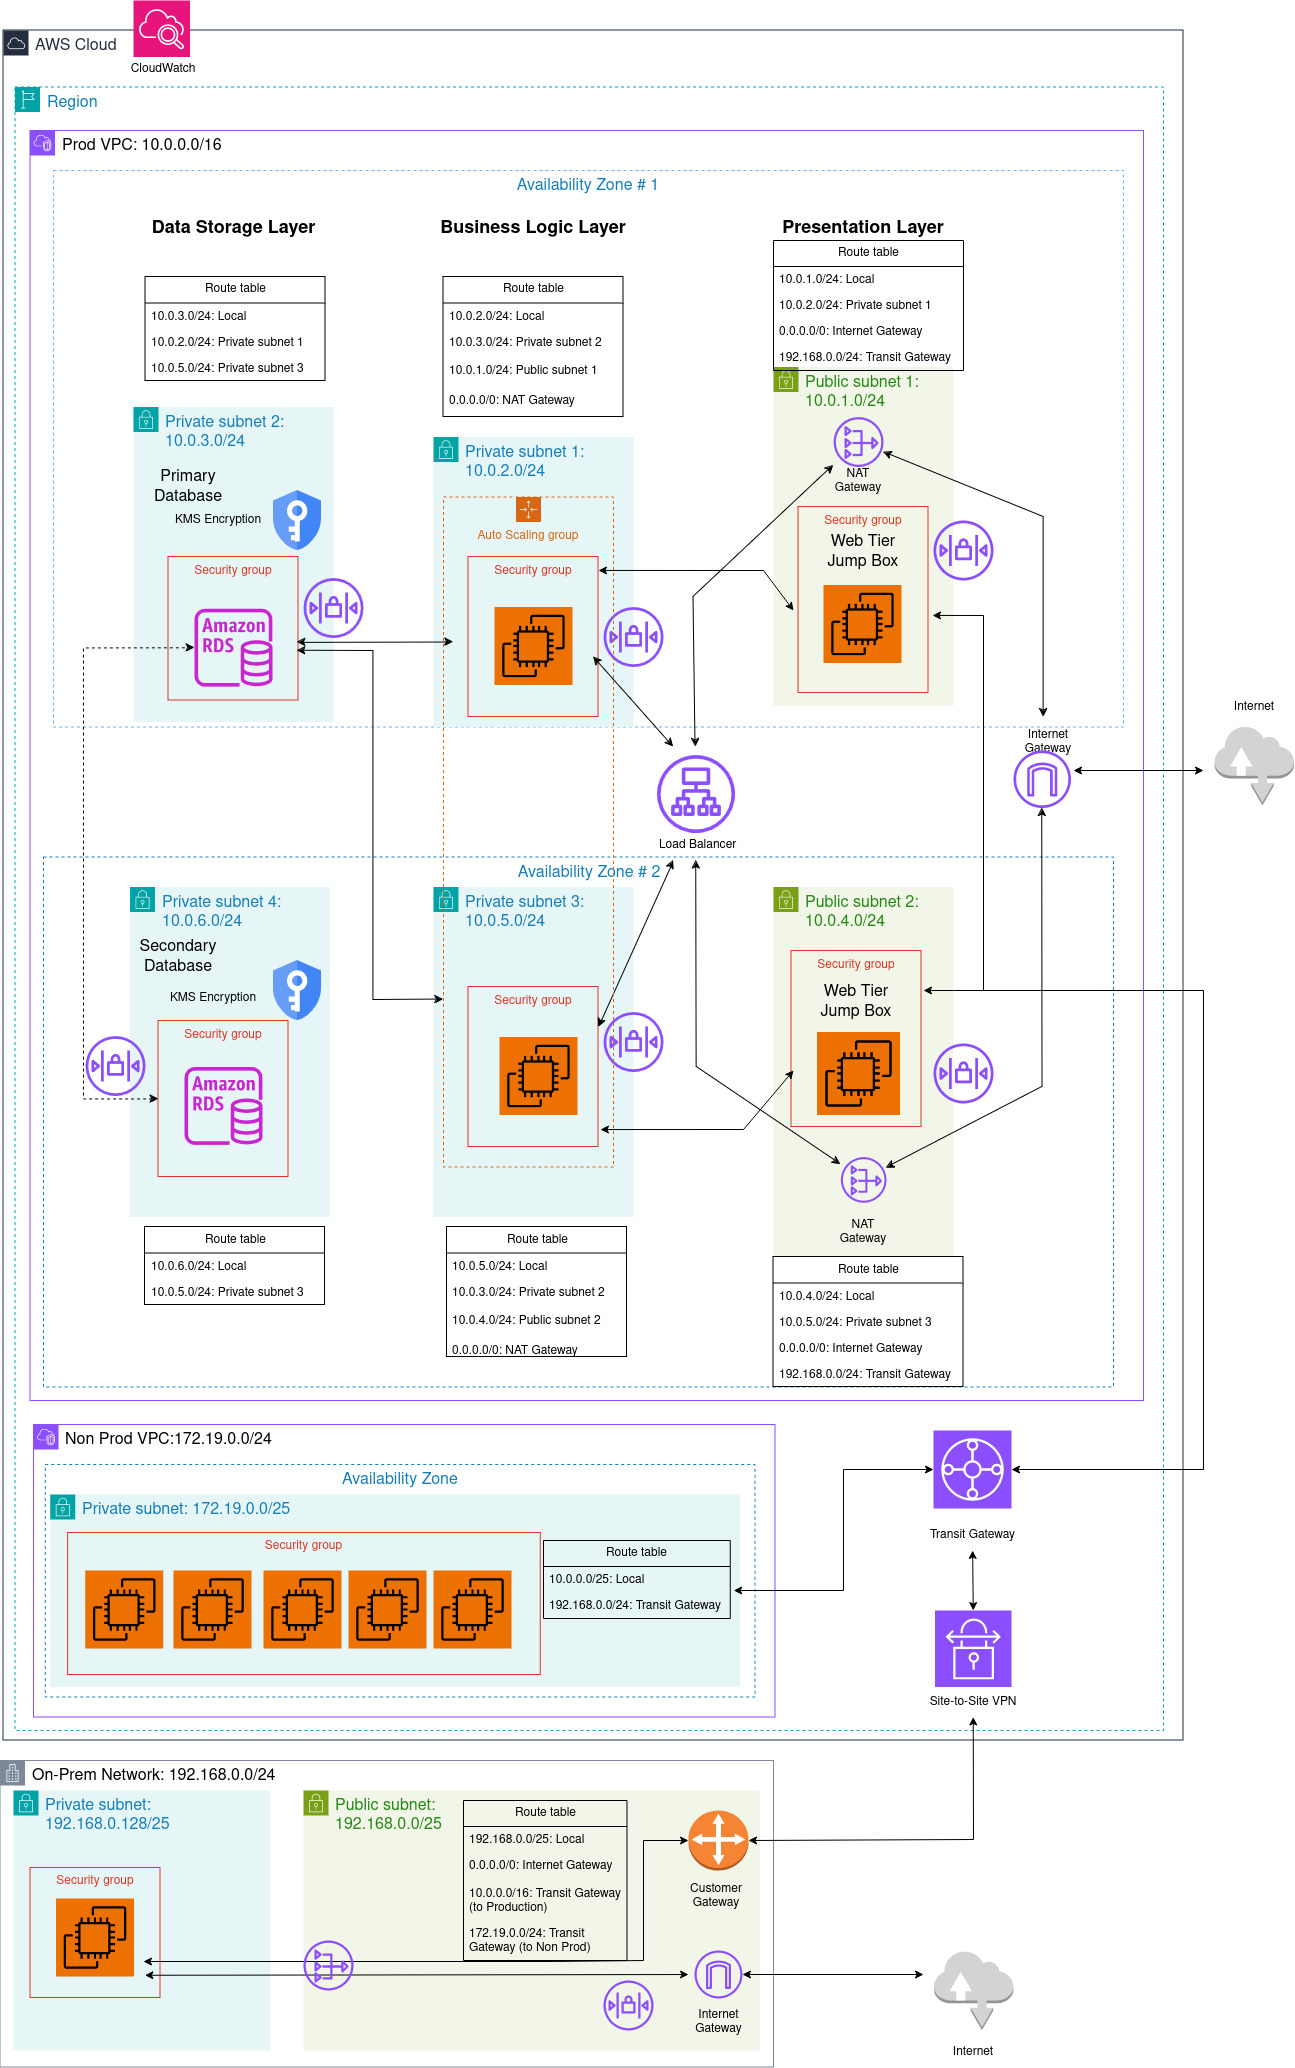 AWS Cloud
CloudWatch
Region
Prod VPC: 10.0.0.0/16
Availability Zone # 1
Data Storage Layer
Business Logic Layer
Presentation Layer
Route table
10.0.3.0/24: Local
10.0.2.0/24: Private subnet 1
10.0.5.0/24: Private subnet 3
Route table
10.0.2.0/24: Local
10.0.3.0/24: Private subnet 2
10.0.1.0/24: Public subnet 1
0.0.0.0/0: NAT Gateway
Route table
10.0.1.0/24: Local
10.0.2.0/24: Private subnet 1
0.0.0.0/0: Internet Gateway
192.168.0.0/24: Transit Gateway
Private subnet 2:
10.0.3.0/24
Primary
Database
KMS Encryption
Security group
Amazon
RDS
Private subnet 1:
10.0.2.0/24
Auto Scaling group
Security group
Public subnet 1:
10.0.1.0/24
NAT
Gateway
Security group
Web Tier
Jump Box
Internet
Gateway
Internet
Load Balancer
Availability Zone # 2
Private subnet 4:
10.0.6.0/24
Secondary
Database
KMS Encryption
Security group
Amazon
RDS
Private subnet 3:
10.0.5.0/24
Security group
Public subnet 2:
10.0.4.0/24
Security group
Web Tier
Jump Box
NAT
Gateway
Route table
10.0.6.0/24: Local
10.0.5.0/24: Private subnet 3
Route table
10.0.5.0/24: Local
10.0.3.0/24: Private subnet 2
10.0.4.0/24: Public subnet 2
0.0.0.0/0: NAT Gateway
Route table
10.0.4.0/24: Local
10.0.5.0/24: Private subnet 3
0.0.0.0/0: Internet Gateway
192.168.0.0/24: Transit Gateway
Non Prod VPC:172.19.0.0/24
Availability Zone
Private subnet: 172.19.0.0/25
Security group
Route table
10.0.0.0/25: Local
192.168.0.0/24: Transit Gateway
Transit Gateway
Site-to-Site VPN
On-Prem Network: 192.168.0.0/24
Private subnet:
192.168.0.128/25
Security group
Public subnet:
192.168.0.0/25
Route table
192.168.0.0/25: Local
0.0.0.0/0: Internet Gateway
10.0.0.0/16: Transit Gateway
(to Production)
172.19.0.0/24: Transit
Gateway (to Non Prod)
Customer
Gateway
Internet
Gateway
Internet